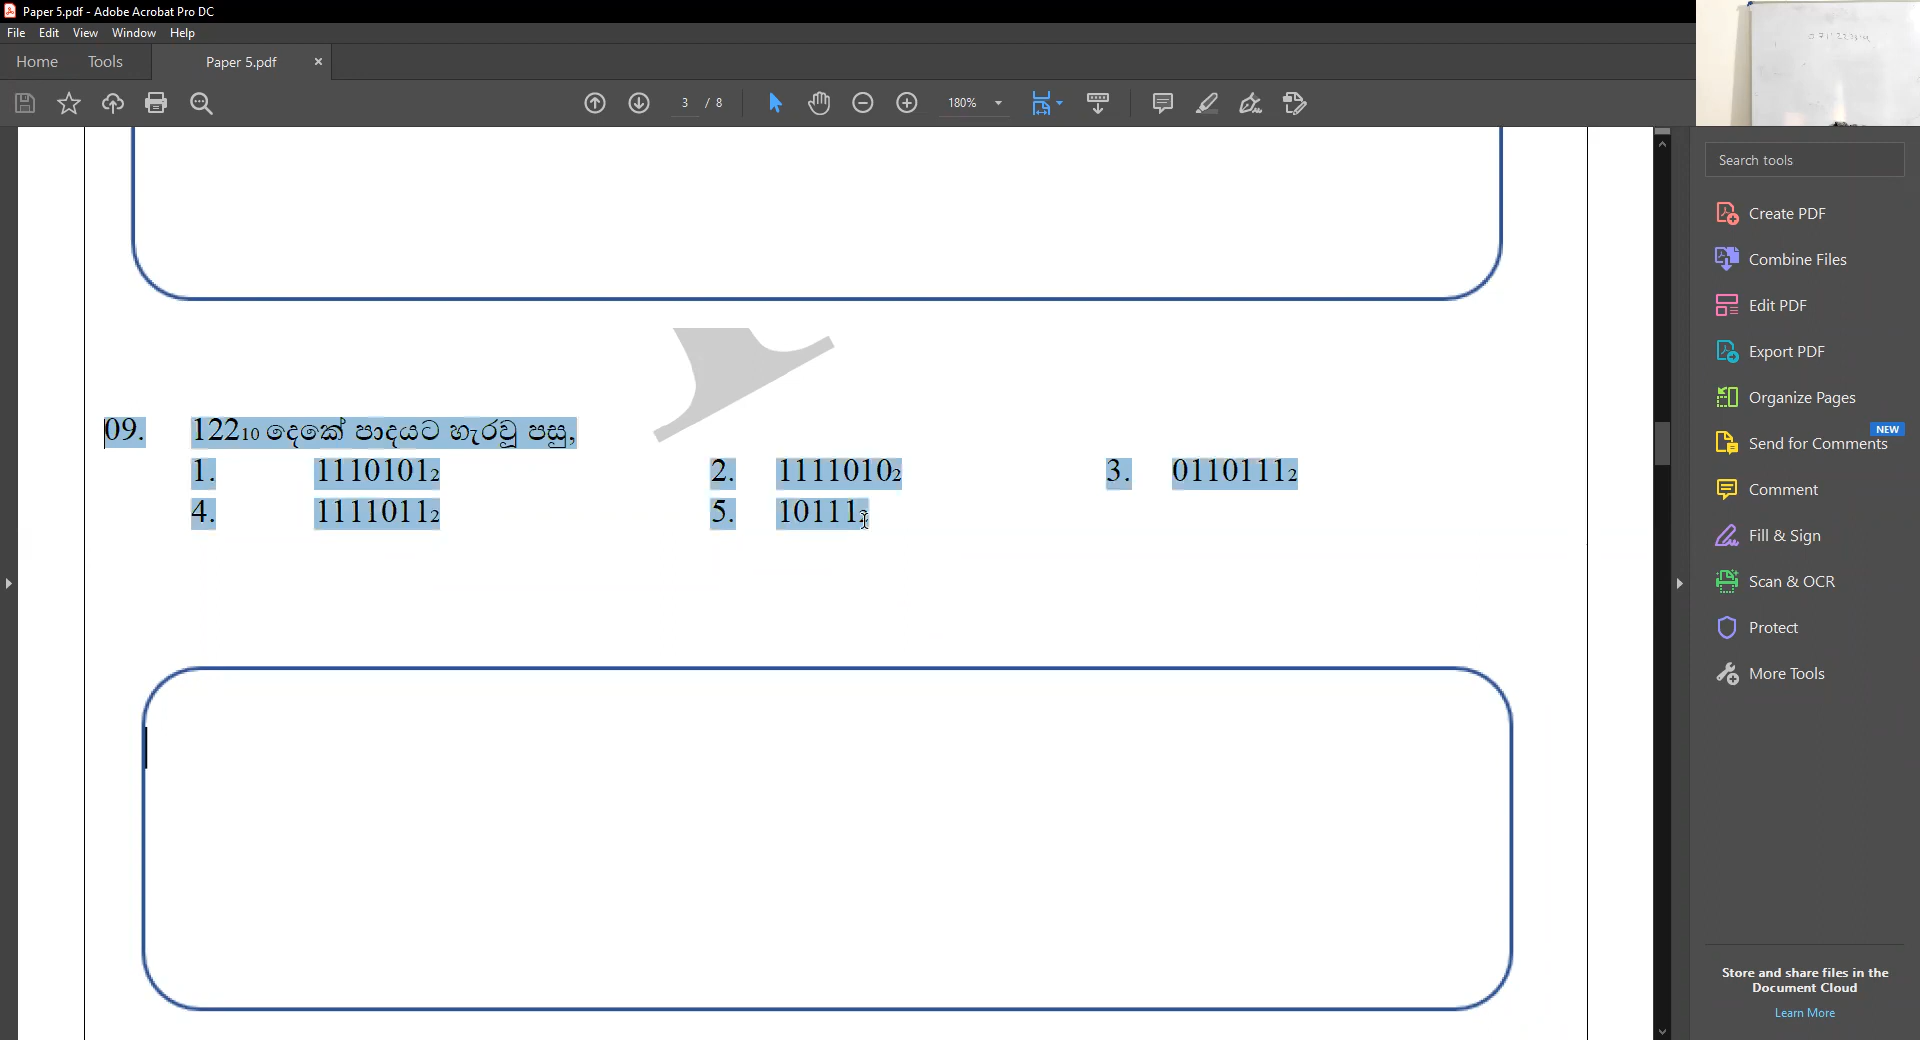 Paper 5.pdf - Adobe Acrobat Pro DC
File Edit View Window Help
Home Tools Paper 5.pdf ×
3 / 8 180%
Search tools
Create PDF
Combine Files
Edit PDF
Export PDF
Organize Pages
NEW
Send for Comments
Comment
Fill & Sign
Scan & OCR
Protect
More Tools
Store and share files in the
Document Cloud
Learn More
09. 122₁₀ දෙකේ පාදයට හැරවූ පසු,
1. 1110101₂ 2. 1111010₂ 3. 0110111₂
4. 1111011₂ 5. 10111₂